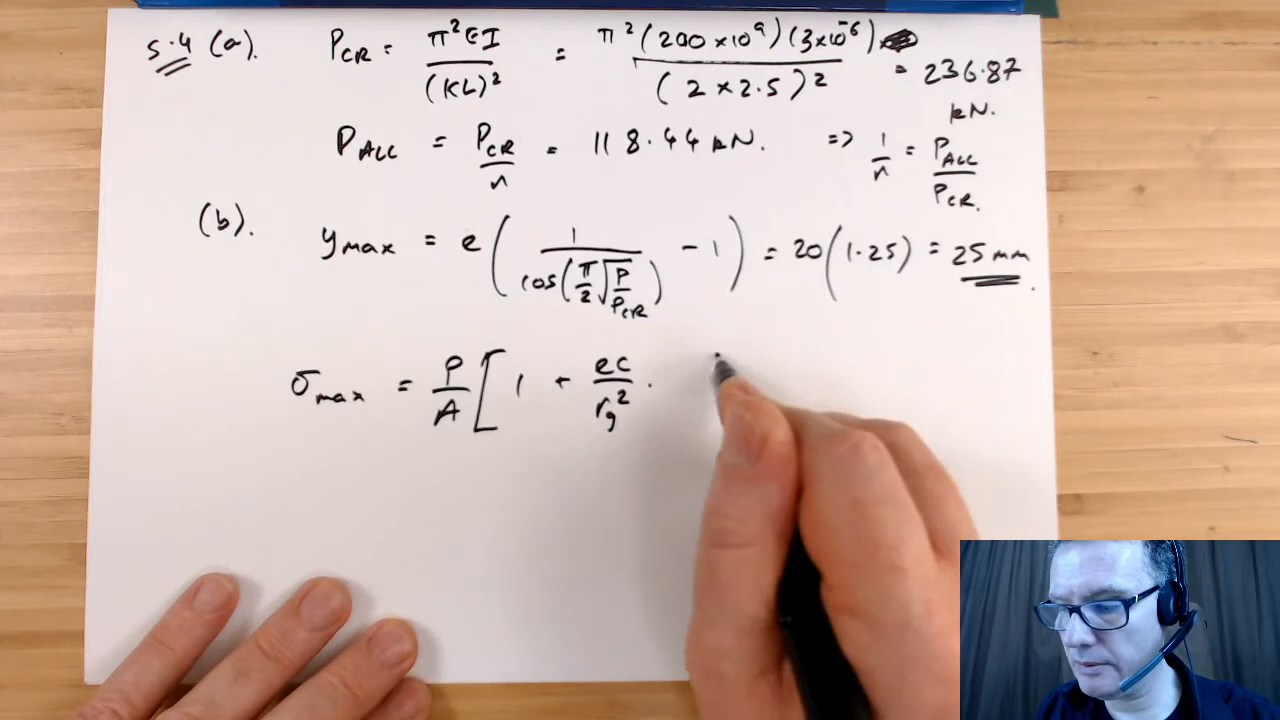 5.4 (a). P_CR = π²EI / (KL)² = π²(200×10⁹)(3×10⁻⁶) / (2×2.5)² = 236.87 kN.
P_ALL = P_CR / n = 118.44 kN. => 1/n = P_ALL / P_CR.
(b). y_max = e( 1 / cos(π/2 √(P/P_CR)) − 1 ) = 20(1.25) = 25 mm.
σ_max = P/A [ 1 + ec / r_g² .